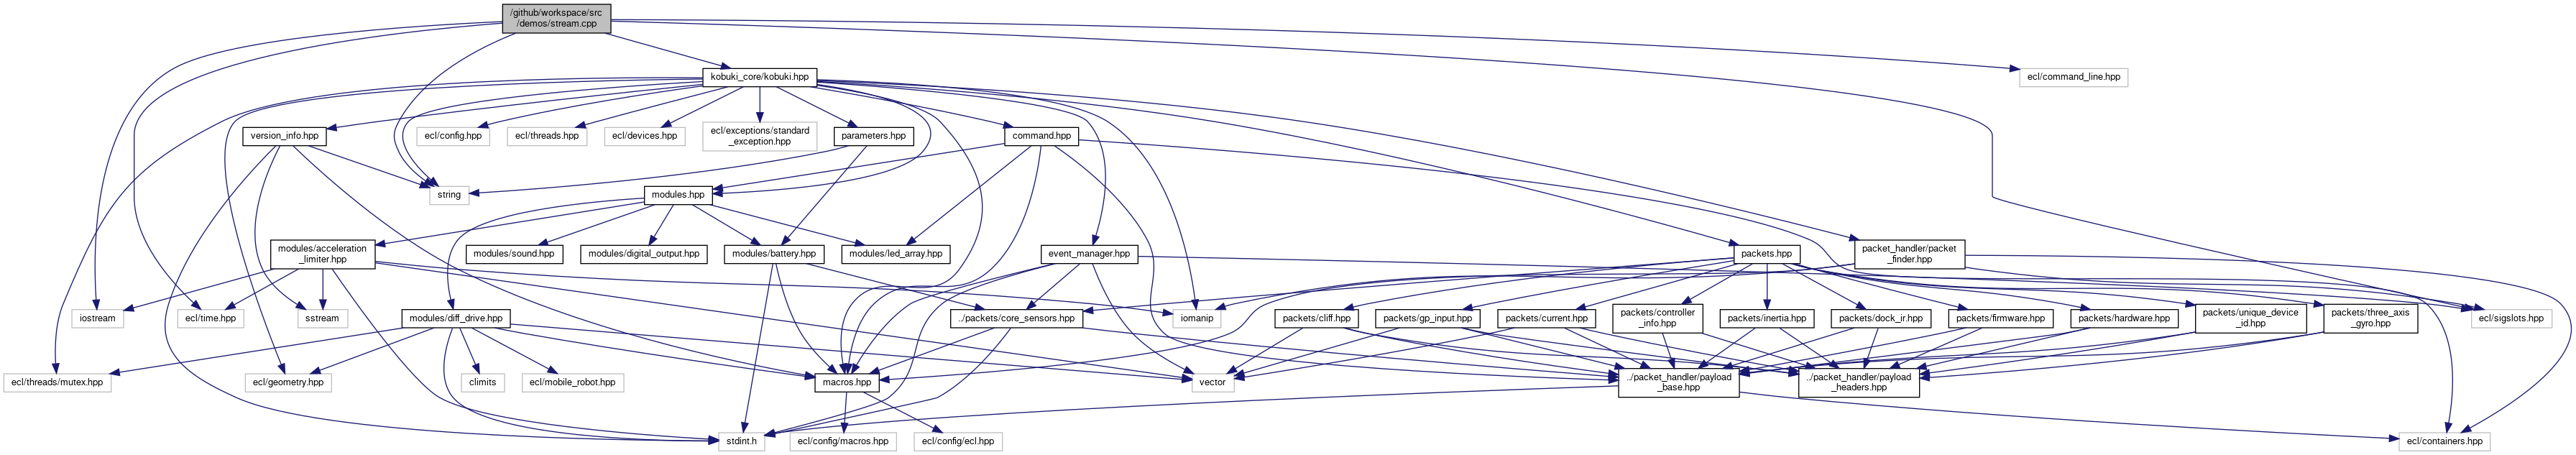 /github/workspace/src
/demos/stream.cpp
kobuki_core/kobuki.hpp
ecl/command_line.hpp
version_info.hpp
ecl/config.hpp
ecl/threads.hpp
ecl/devices.hpp
ecl/exceptions/standard
_exception.hpp
parameters.hpp
command.hpp
string
modules.hpp
modules/acceleration
_limiter.hpp
modules/sound.hpp
modules/digital_output.hpp
modules/battery.hpp
modules/led_array.hpp
event_manager.hpp
packets.hpp
packet_handler/packet
_finder.hpp
iostream
ecl/time.hpp
sstream
modules/diff_drive.hpp
../packets/core_sensors.hpp
iomanip
packets/cliff.hpp
packets/gp_input.hpp
packets/current.hpp
packets/controller
_info.hpp
packets/inertia.hpp
packets/dock_ir.hpp
packets/firmware.hpp
packets/hardware.hpp
packets/unique_device
_id.hpp
packets/three_axis
_gyro.hpp
ecl/sigslots.hpp
ecl/threads/mutex.hpp
ecl/geometry.hpp
climits
ecl/mobile_robot.hpp
macros.hpp
vector
../packet_handler/payload
_base.hpp
../packet_handler/payload
_headers.hpp
stdint.h
ecl/config/macros.hpp
ecl/config/ecl.hpp
ecl/containers.hpp